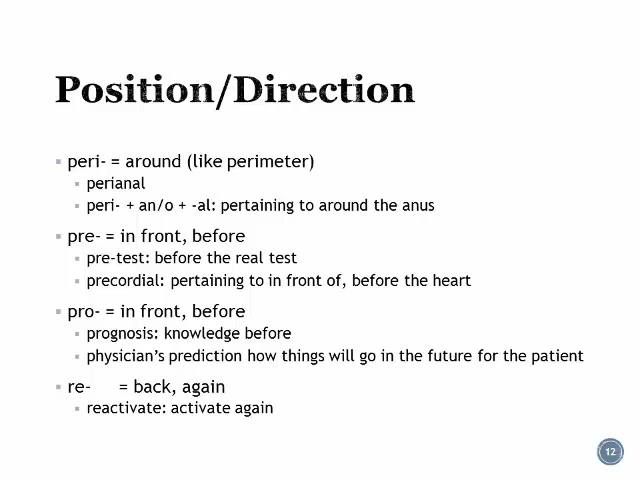 Position/Direction
peri- = around (like perimeter)
perianal
peri- + an/o + -al: pertaining to around the anus
pre- = in front, before
pre-test: before the real test
precordial: pertaining to in front of, before the heart
pro- = in front, before
prognosis: knowledge before
physician's prediction how things will go in the future for the patient
re- = back, again
reactivate: activate again
12